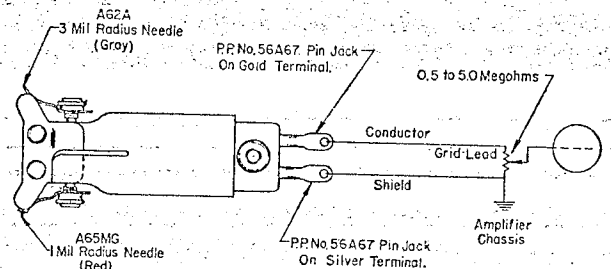 A62A
3 Mil Radius Needle
(Gray)
P.P. No. 56A67 Pin Jack
On Gold Terminal.
0.5 to 5.0 Megohms
Conductor
Grid-Lead
Shield
Amplifier
Chassis
A65MG
1 Mil Radius Needle
(Red)
P.P. No. 56A67 Pin Jack
On Silver Terminal.